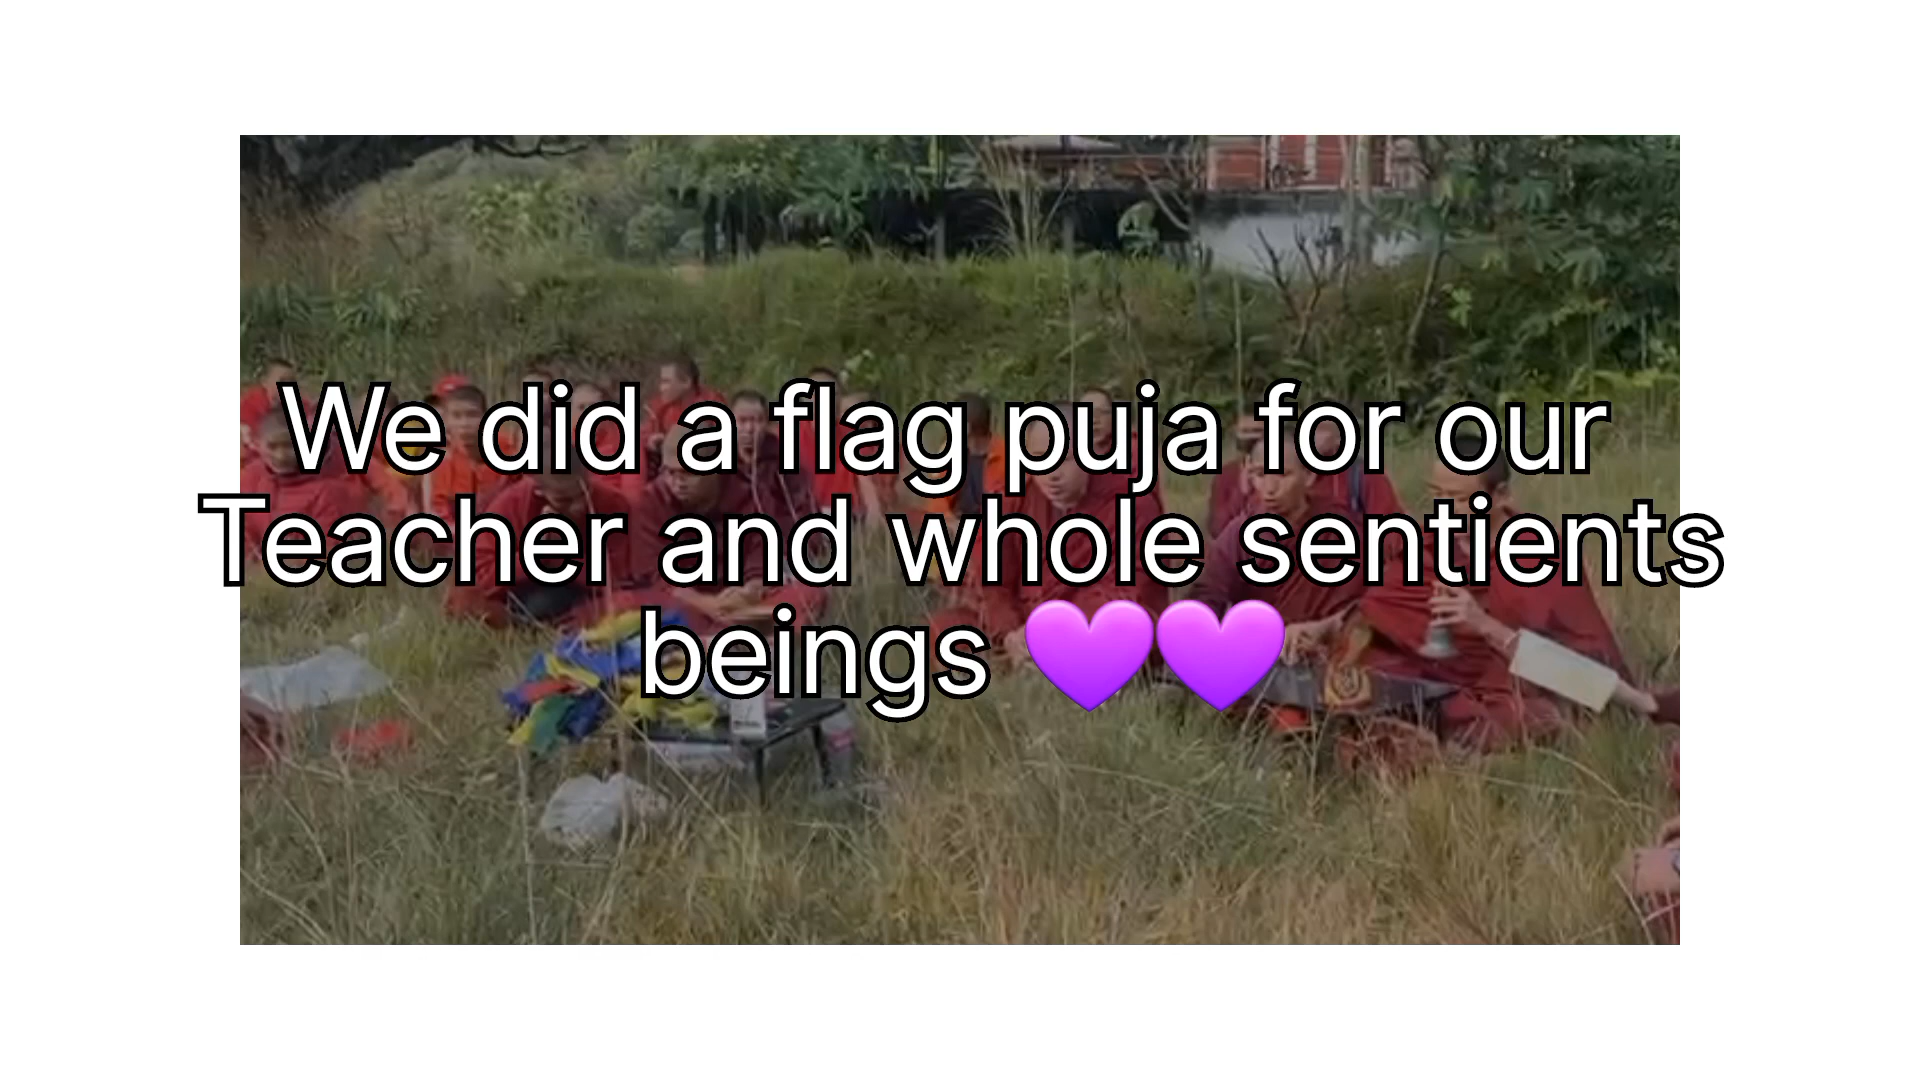 We did a flag puja for our
Teacher and whole sentients
beings 💜💜